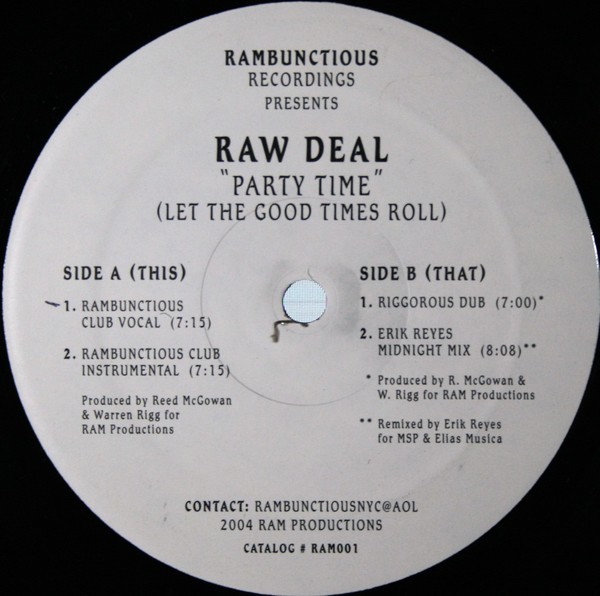 RAMBUNCTIOUS
RECORDINGS
PRESENTS
RAW DEAL
"PARTY TIME"
(LET THE GOOD TIMES ROLL)
SIDE A (THIS)
1. RAMBUNCTIOUS
CLUB VOCAL (7:15)
2. RAMBUNCTIOUS CLUB
INSTRUMENTAL (7:15)
Produced by Reed McGowan
& Warren Rigg for
RAM Productions
SIDE B (THAT)
1. RIGGOROUS DUB (7:00)*
2. ERIK REYES
MIDNIGHT MIX (8:08)**
* Produced by R. McGowan &
W. Rigg for RAM Productions
** Remixed by Erik Reyes
for MSP & Elias Musica
CONTACT: RAMBUNCTIOUSNYC@AOL
2004 RAM PRODUCTIONS
CATALOG # RAM001